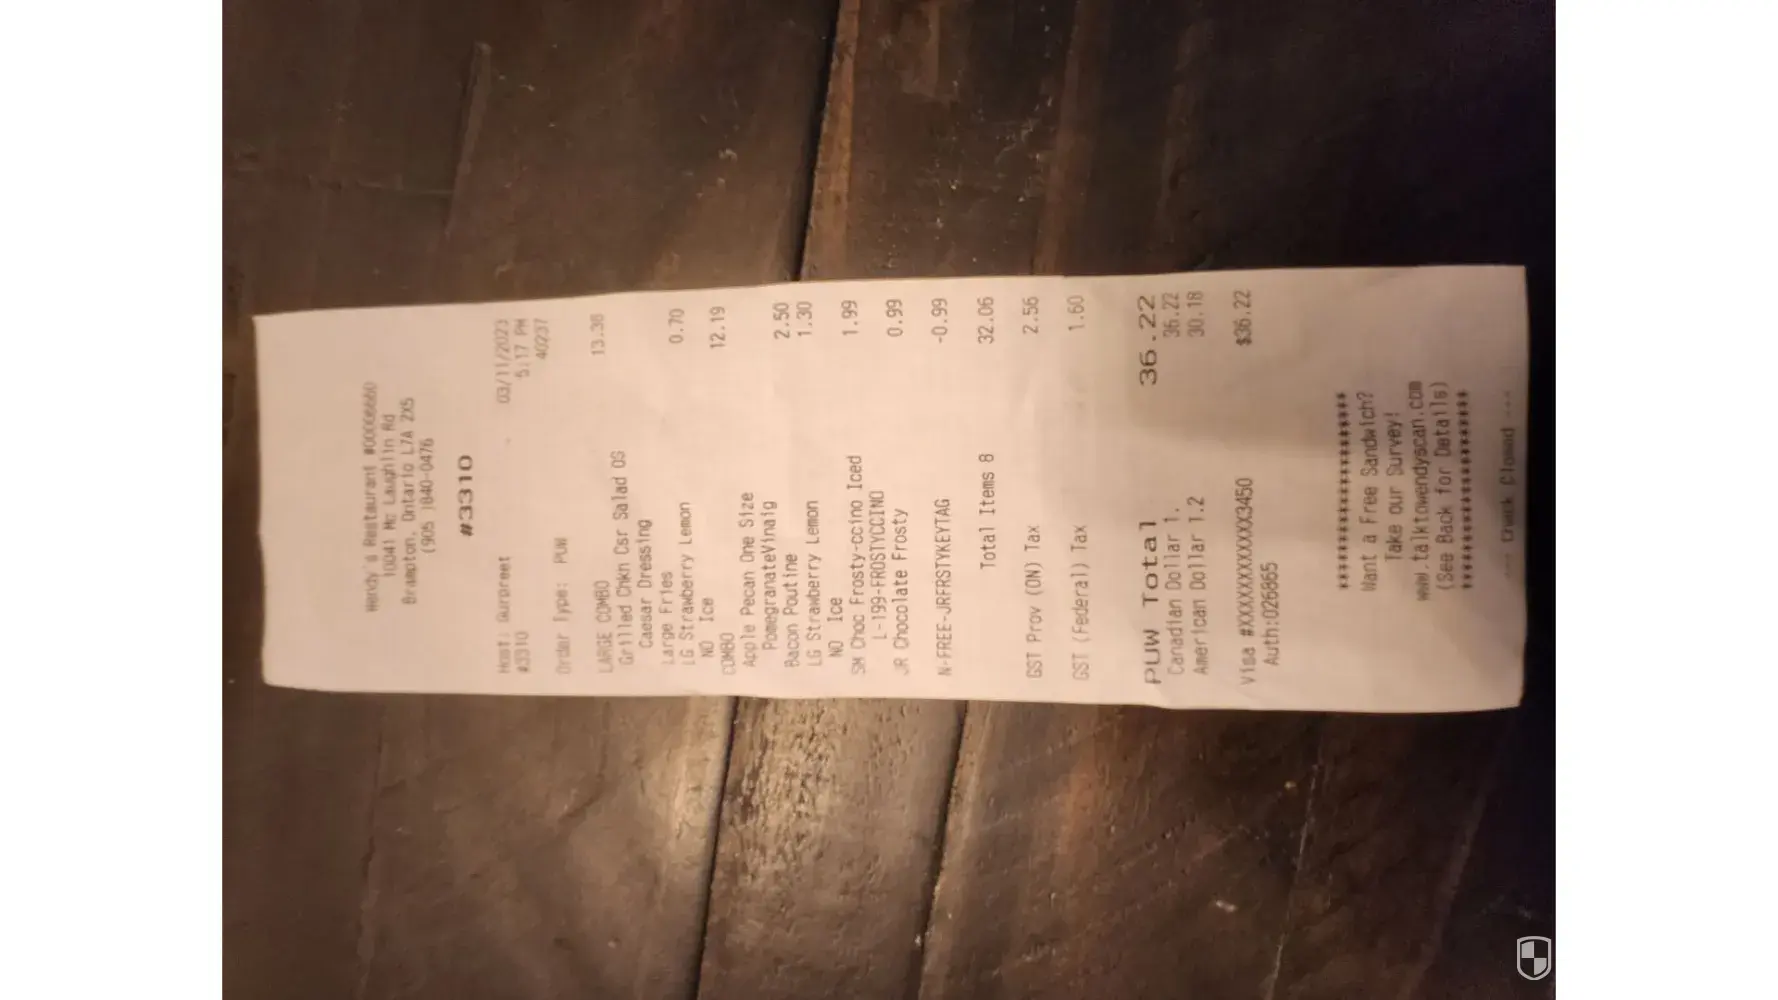 Wendy's Restaurant #00006660
10041 Mc Laughlin Rd
Brampton, Ontario L7A 2X5
(905 )840-0476
#3310
Host: Gurpreet 03/11/2023
#3310 5:17 PM
40237
Order Type: PUW
LARGE COMBO 13.38
Grilled Chkn Csr Salad OS
Caesar Dressing
Large Fries 0.70
LG Strawberry Lemon
NO Ice
COMBO 12.19
Apple Pecan One Size
PomegranateVinaig
Bacon Poutine 2.50
LG Strawberry Lemon 1.30
NO Ice
SM Choc Frosty-ccino Iced 1.99
L-199-FROSTYCCINO
JR Chocolate Frosty 0.99
N-FREE-JRFRSTYKEYTAG -0.99
Total Items 8 32.06
GST Prov (ON) Tax 2.56
GST (Federal) Tax 1.60
PUW Total 36.22
Canadian Dollar 1. 36.22
American Dollar 1.2 30.18
Visa #XXXXXXXXXXXX3450 $36.22
Auth:026865
Want a Free Sandwich?
Take our Survey!
www.talktowendyscan.com
(See Back for Details)
--- Check Closed ---